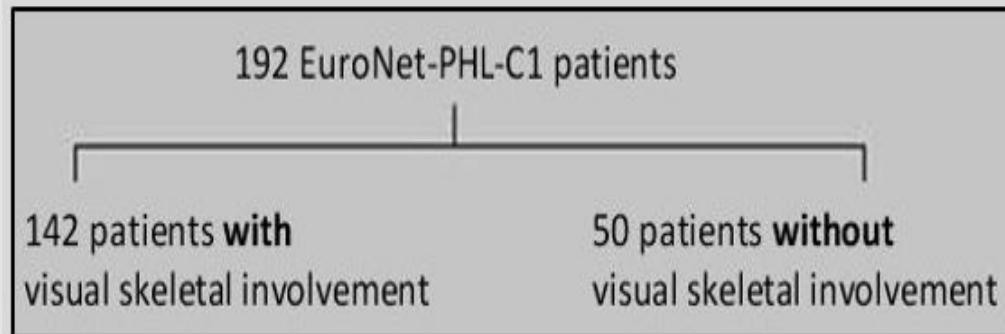 192 EuroNet-PHL-C1 patients
142 patients with
visual skeletal involvement
50 patients without
visual skeletal involvement